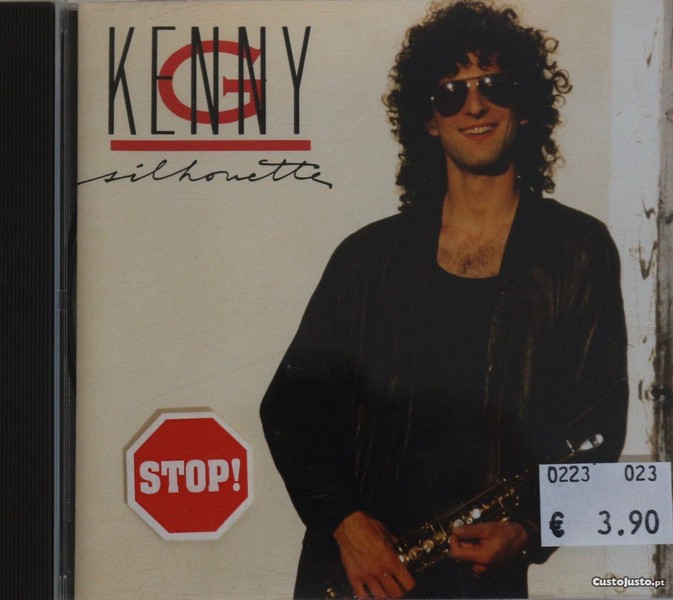 KENNY
G
silhouette
STOP!
0223 023
€ 3.90
CustoJusto.pt